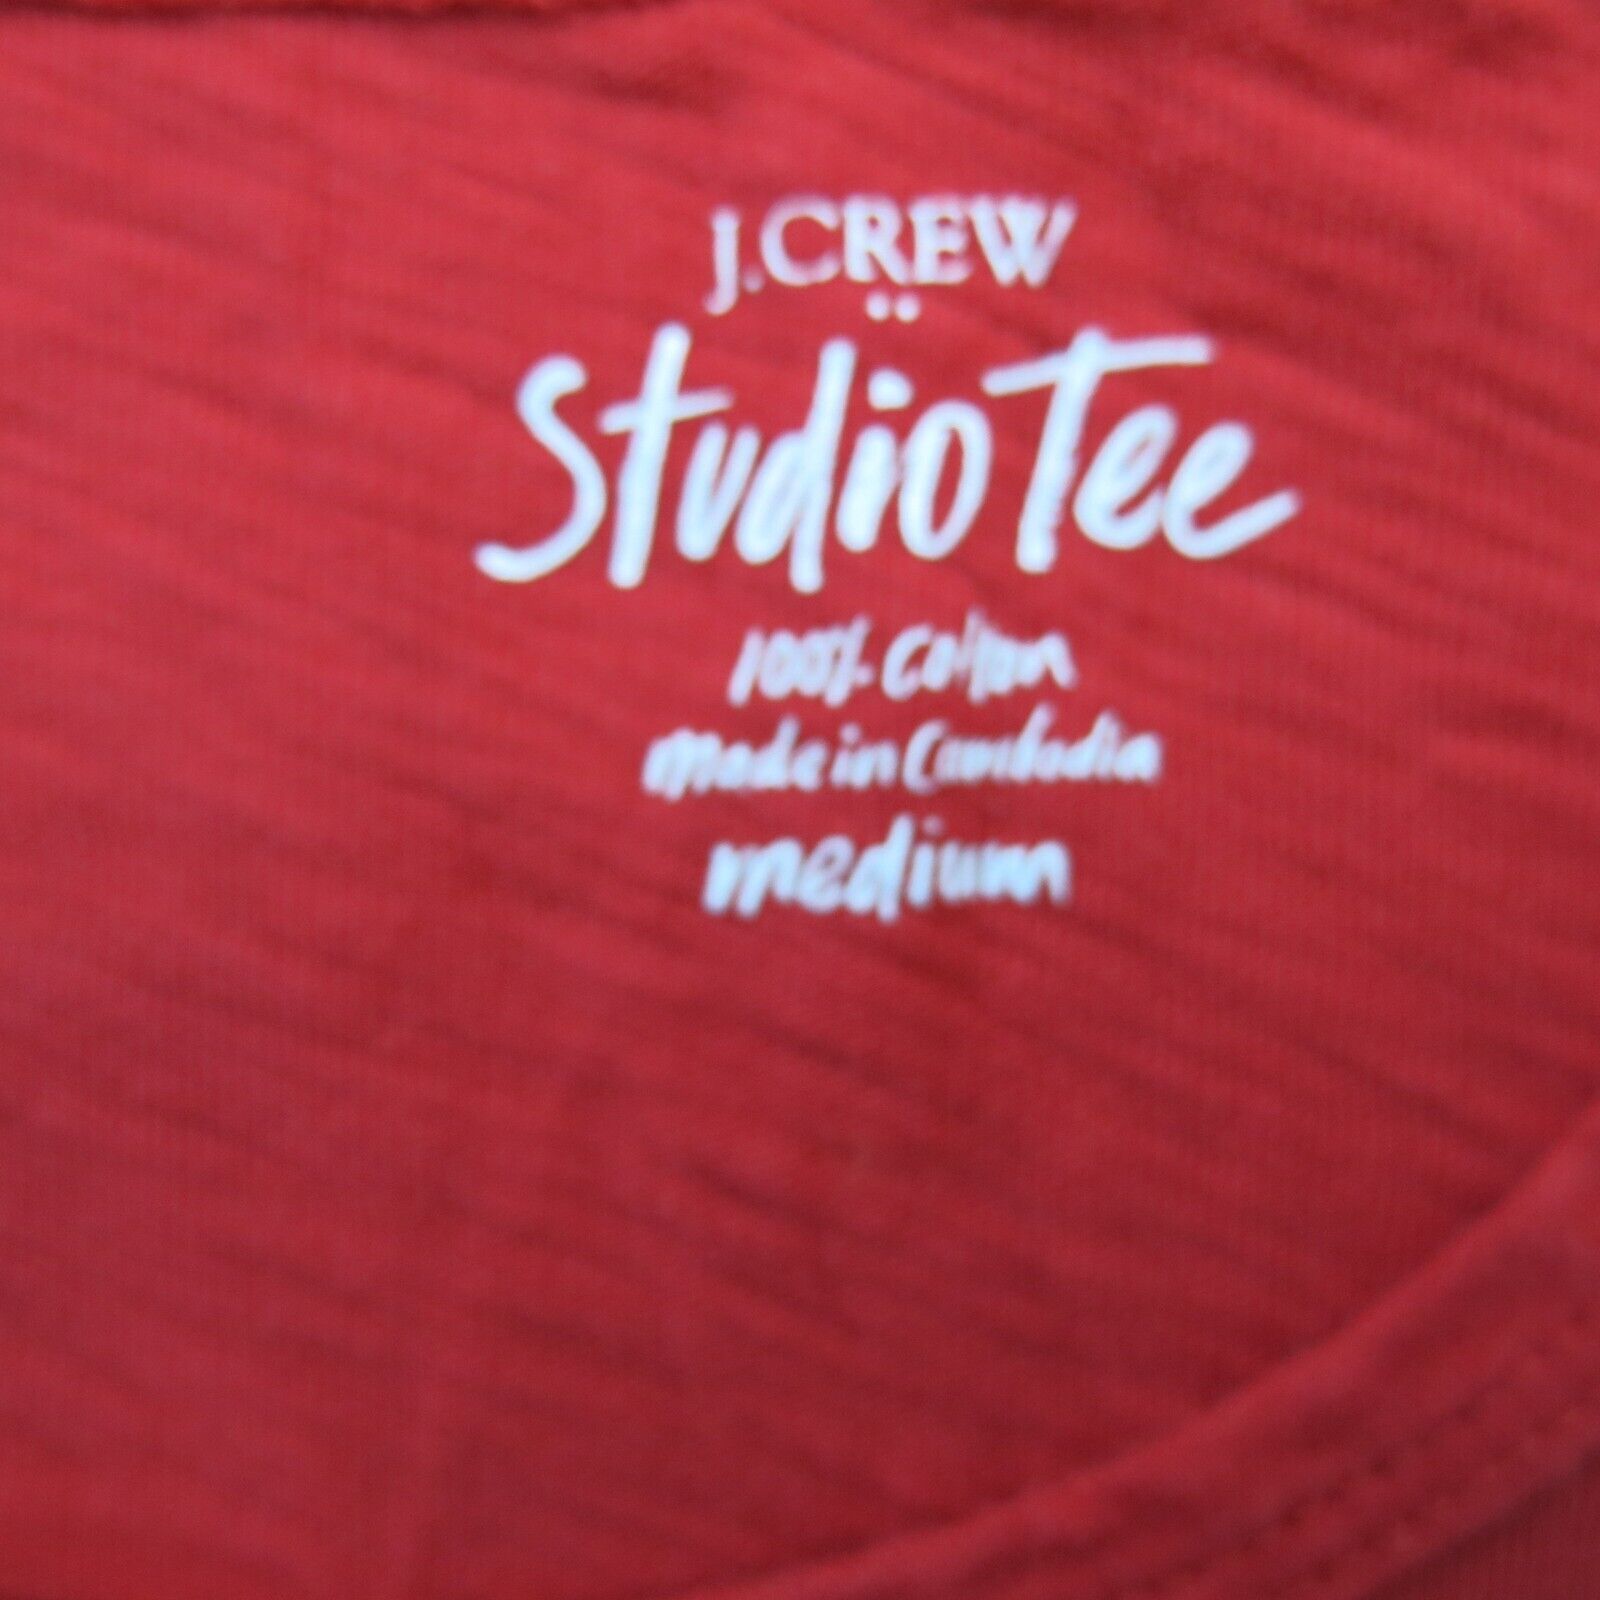 J.CREW
Studio Tee
100% cotton
made in Cambodia
medium